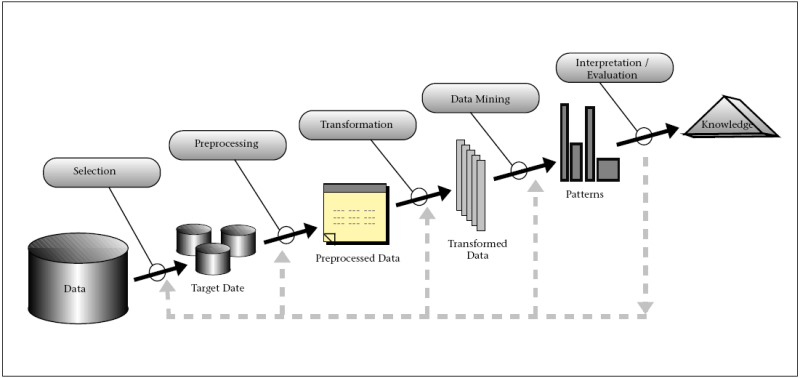 Interpretation /
Evaluation
Data Mining
Transformation
Knowledge
Preprocessing
Selection
Patterns
Transformed
Data
Preprocessed Data
Target Date
Data